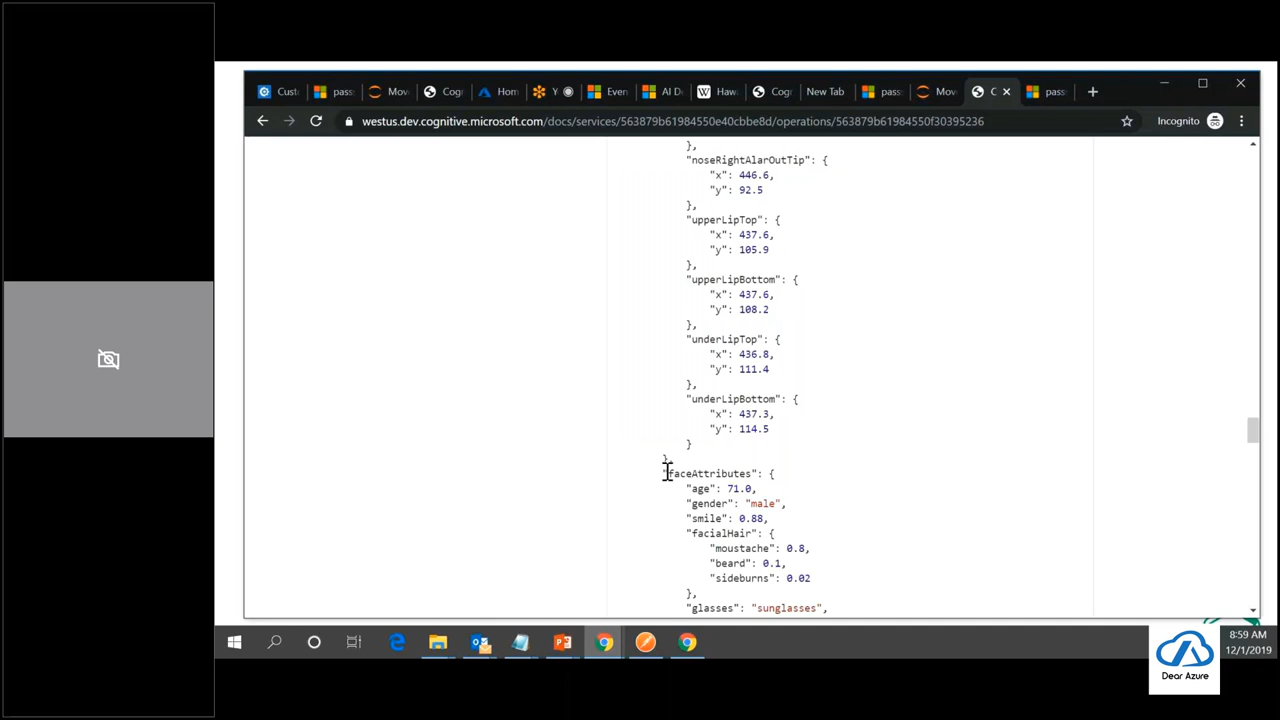 Custo
pass
Mov
Cogn
Hom
Y
Even
AI D
Haw
Cogn
New Tab
pass
Mov
C
pass
westus.dev.cognitive.microsoft.com/docs/services/563879b61984550e40cbbe8d/operations/563879b61984550f30395236
Incognito
},
"noseRightAlarOutTip": {
"x": 446.6,
"y": 92.5
},
"upperLipTop": {
"x": 437.6,
"y": 105.9
},
"upperLipBottom": {
"x": 437.6,
"y": 108.2
},
"underLipTop": {
"x": 436.8,
"y": 111.4
},
"underLipBottom": {
"x": 437.3,
"y": 114.5
}
},
"faceAttributes": {
"age": 71.0,
"gender": "male",
"smile": 0.88,
"facialHair": {
"moustache": 0.8,
"beard": 0.1,
"sideburns": 0.02
},
"glasses": "sunglasses",
8:59 AM
12/1/2019
Dear Azure